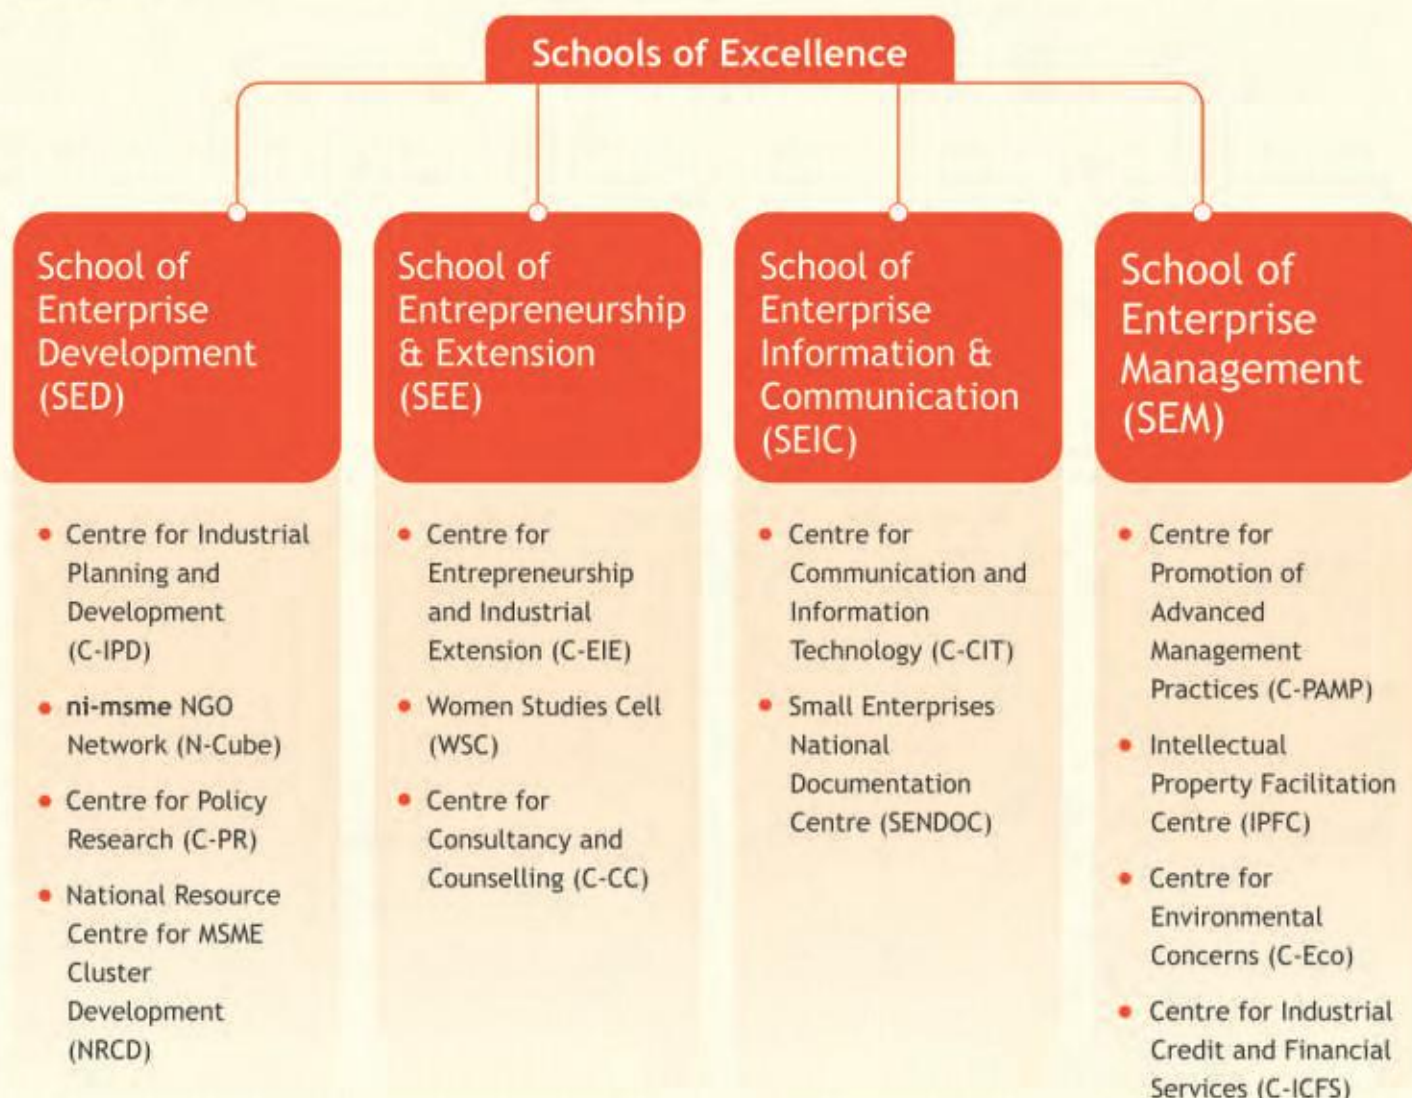 Schools of Excellence
School of
Enterprise
Development
(SED)
• Centre for Industrial
Planning and
Development
(C-IPD)
• ni-msme NGO
Network (N-Cube)
• Centre for Policy
Research (C-PR)
• National Resource
Centre for MSME
Cluster
Development
(NRCD)
School of
Entrepreneurship
& Extension
(SEE)
• Centre for
Entrepreneurship
and Industrial
Extension (C-EIE)
• Women Studies Cell
(WSC)
• Centre for
Consultancy and
Counselling (C-CC)
School of
Enterprise
Information &
Communication
(SEIC)
• Centre for
Communication and
Information
Technology (C-CIT)
• Small Enterprises
National
Documentation
Centre (SENDOC)
School of
Enterprise
Management
(SEM)
• Centre for
Promotion of
Advanced
Management
Practices (C-PAMP)
• Intellectual
Property Facilitation
Centre (IPFC)
• Centre for
Environmental
Concerns (C-Eco)
• Centre for Industrial
Credit and Financial
Services (C-ICFS)